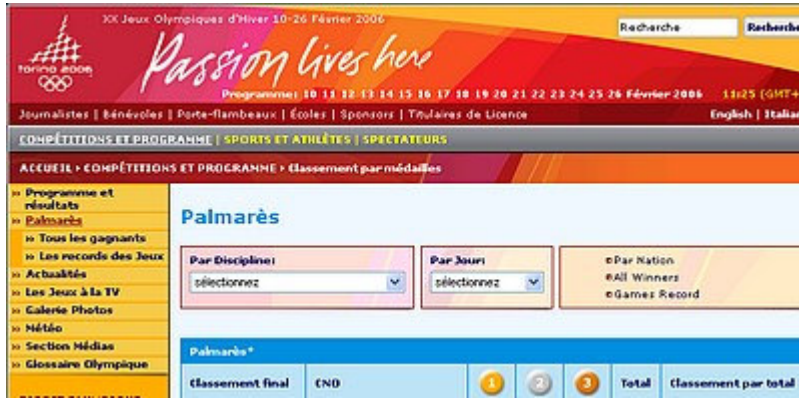 XX Jeux Olympiques d'Hiver 10-26 Février 2006
torino 2006
Passion lives here
Recherche
Recherche
Programme: 10 11 12 13 14 15 16 17 18 19 20 21 22 23 24 25 26 Février 2006 11:25 (GMT+
Journalistes | Bénévoles | Porte-flambeaux | Écoles | Sponsors | Titulaires de Licence
English | Italian
COMPÉTITIONS ET PROGRAMME | SPORTS ET ATHLÈTES | SPECTATEURS
ACCUEIL › COMPÉTITIONS ET PROGRAMME › Classement par médailles
» Programme et
résultats
» Palmarès
» Tous les gagnants
» Les records des Jeux
» Actualités
» Les Jeux à la TV
» Galerie Photos
» Météo
» Section Médias
» Glossaire Olympique
Palmarès
Par Discipline:
sélectionnez
Par Jour:
sélectionnez
Par Nation
All Winners
Games Record
Palmarès*
Classement final CNO 1 2 3 Total Classement par total